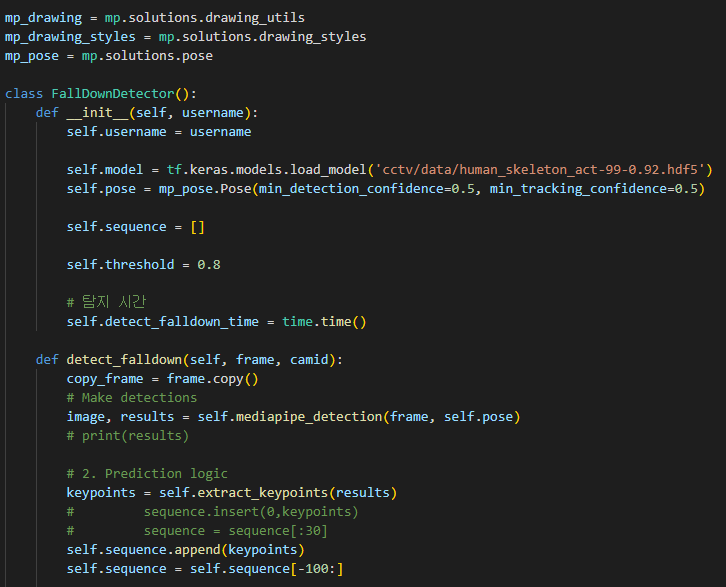 mp_drawing = mp.solutions.drawing_utils
mp_drawing_styles = mp.solutions.drawing_styles
mp_pose = mp.solutions.pose

class FallDownDetector():
    def __init__(self, username):
        self.username = username

        self.model = tf.keras.models.load_model('cctv/data/human_skeleton_act-99-0.92.hdf5')
        self.pose = mp_pose.Pose(min_detection_confidence=0.5, min_tracking_confidence=0.5)

        self.sequence = []

        self.threshold = 0.8

        # 탐지 시간
        self.detect_falldown_time = time.time()

    def detect_falldown(self, frame, camid):
        copy_frame = frame.copy()
        # Make detections
        image, results = self.mediapipe_detection(frame, self.pose)
        # print(results)

        # 2. Prediction logic
        keypoints = self.extract_keypoints(results)
        #         sequence.insert(0,keypoints)
        #         sequence = sequence[:30]
        self.sequence.append(keypoints)
        self.sequence = self.sequence[-100:]